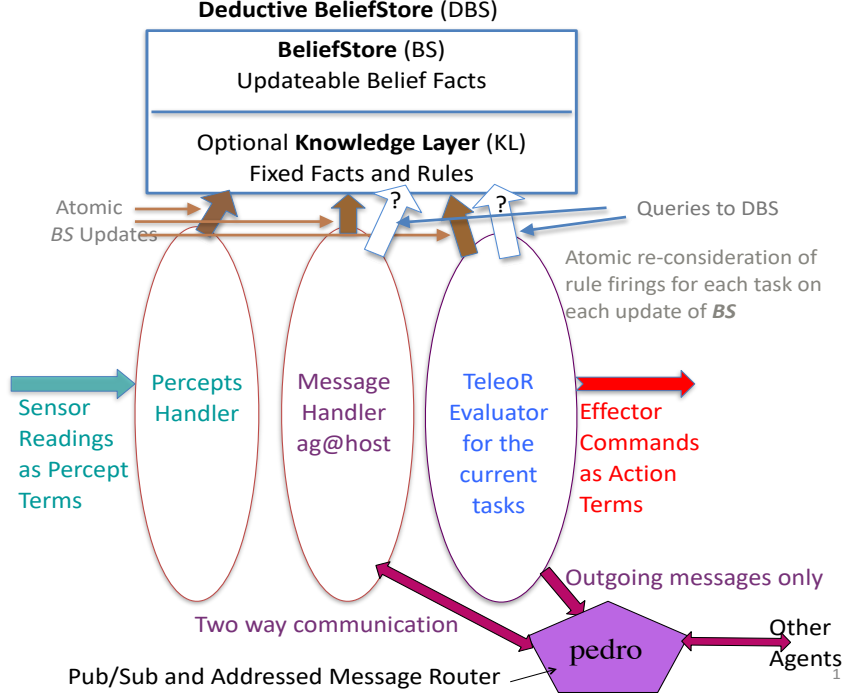 Deductive BeliefStore (DBS)
BeliefStore (BS)
Updateable Belief Facts
Optional Knowledge Layer (KL)
Fixed Facts and Rules
Atomic
BS Updates
?
?
Queries to DBS
Atomic re-consideration of
rule firings for each task on
each update of BS
Percepts
Handler
Message
Handler
ag@host
TeleoR
Evaluator
for the
current
tasks
Sensor
Readings
as Percept
Terms
Effector
Commands
as Action
Terms
Outgoing messages only
Two way communication
pedro
Other
Agents
Pub/Sub and Addressed Message Router
1